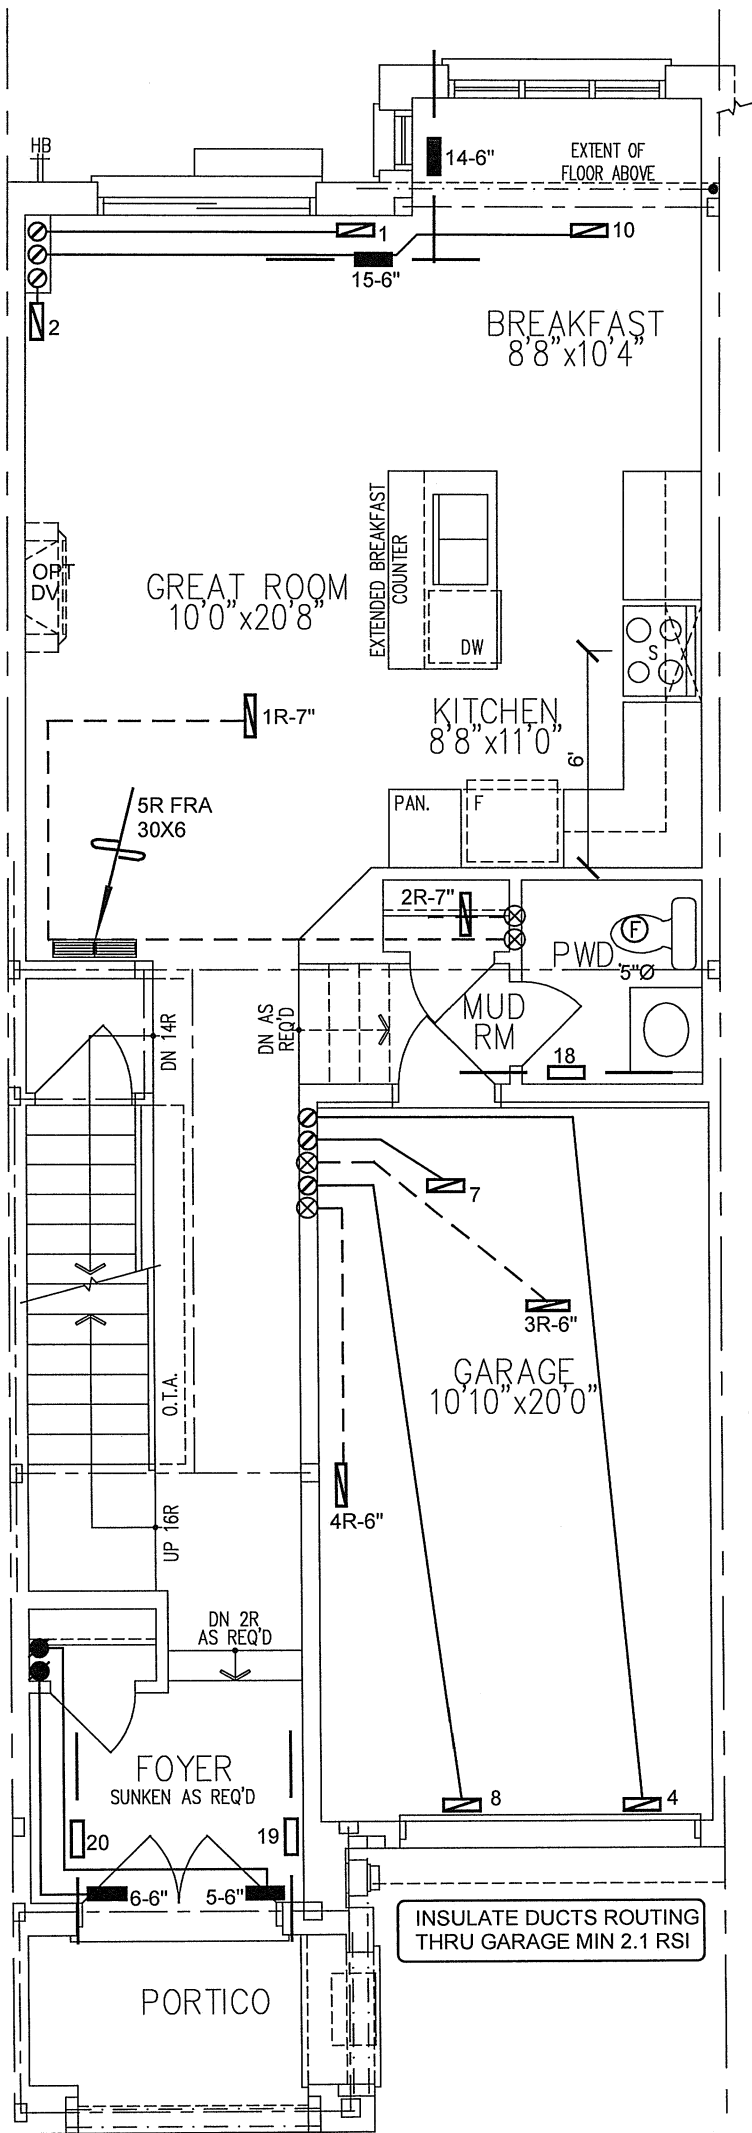 HB
14-6"
EXTENT OF
FLOOR ABOVE
1
10
15-6"
2
BREAKFAST
8'8"x10'4"
EXTENDED BREAKFAST
COUNTER
OPT
DV
GREAT ROOM
10'0"x20'8"
DW
S
1R-7"
KITCHEN
8'8"x11'0"
6'
5R FRA
30X6
PAN.
F
2R-7"
F
PWD.
5"Ø
DN AS
REQ'D
MUD
RM
DN 14R
18
7
3R-6"
GARAGE
10'10"x20'0"
O.T.A.
4R-6"
UP 16R
DN 2R
AS REQ'D
FOYER
SUNKEN AS REQ'D
8
4
20
19
6-6"
5-6"
INSULATE DUCTS ROUTING
THRU GARAGE MIN 2.1 RSI
PORTICO